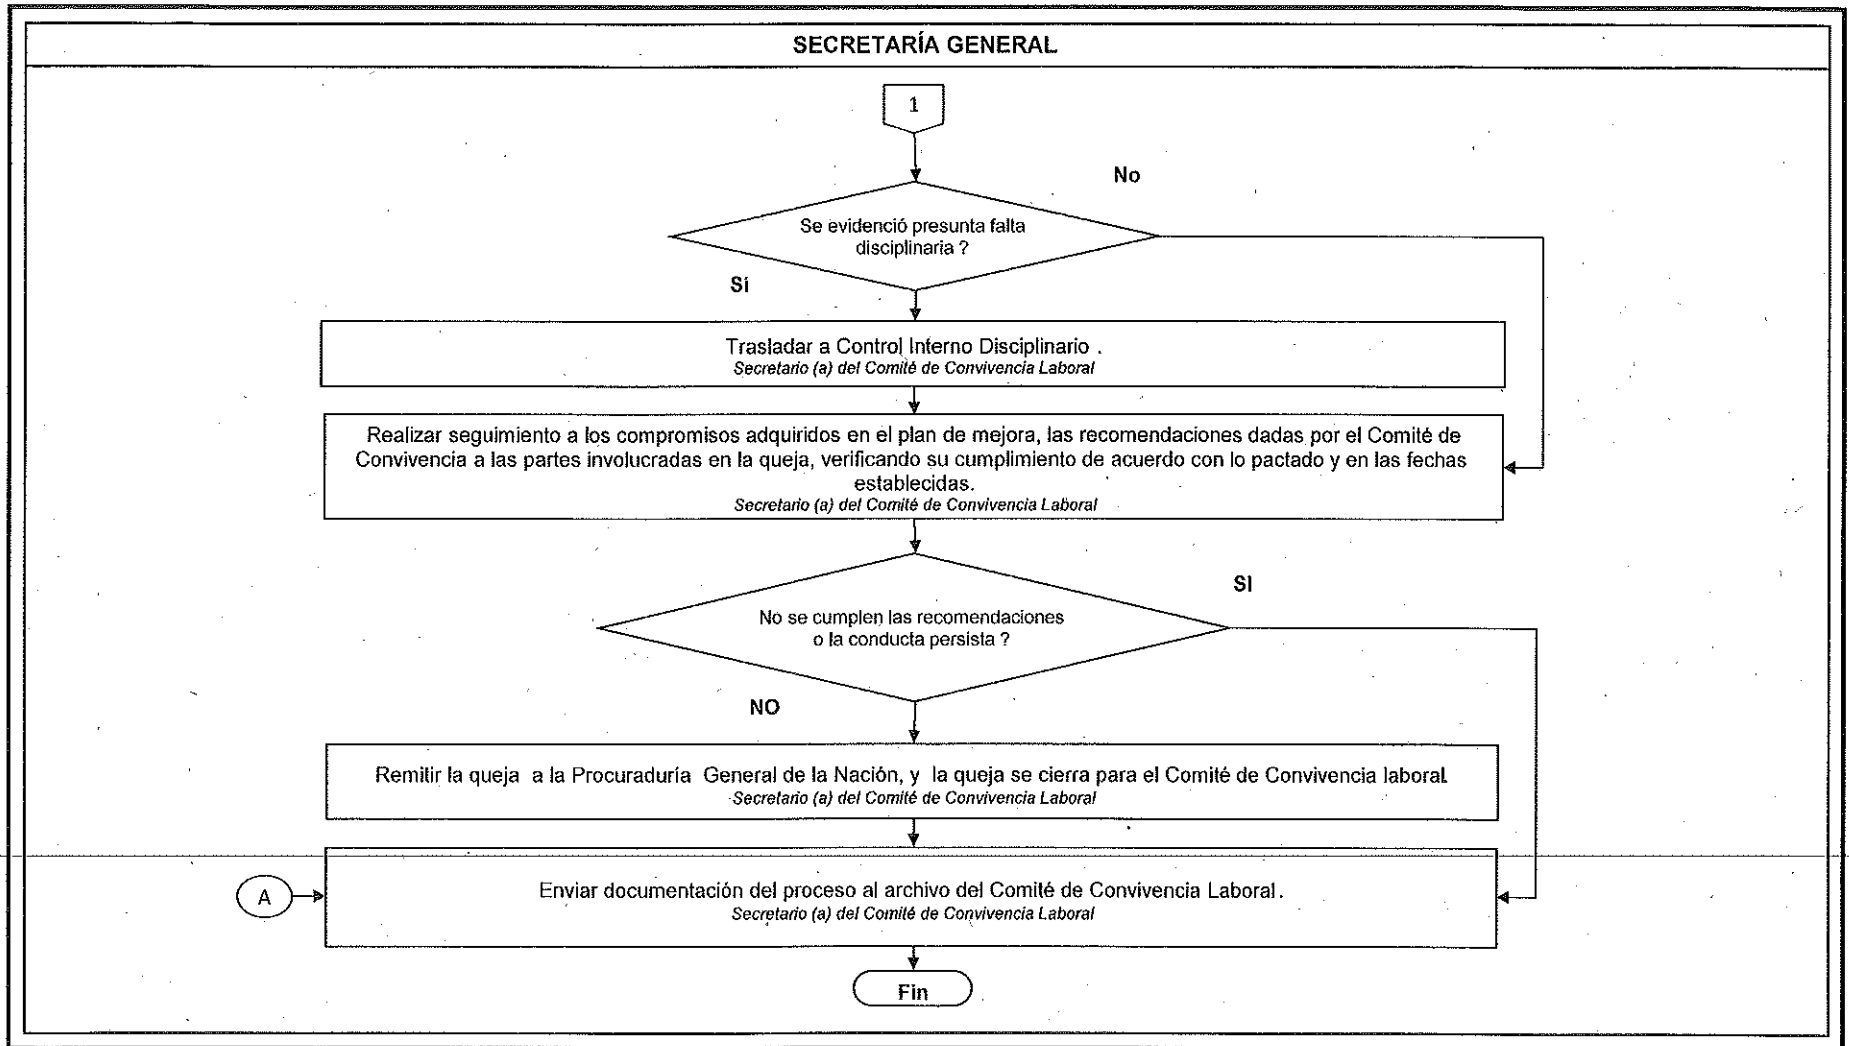 SECRETARÍA GENERAL
1
No
Se evidenció presunta falta
disciplinaria ?
Sí
Trasladar a Control Interno Disciplinario .
Secretario (a) del Comité de Convivencia Laboral
Realizar seguimiento a los compromisos adquiridos en el plan de mejora, las recomendaciones dadas por el Comité de
Convivencia a las partes involucradas en la queja, verificando su cumplimiento de acuerdo con lo pactado y en las fechas
establecidas.
Secretario (a) del Comité de Convivencia Laboral
SI
No se cumplen las recomendaciones
o la conducta persista ?
NO
Remitir la queja a la Procuraduría General de la Nación, y la queja se cierra para el Comité de Convivencia laboral
Secretario (a) del Comité de Convivencia Laboral
A
Enviar documentación del proceso al archivo del Comité de Convivencia Laboral .
Secretario (a) del Comité de Convivencia Laboral
Fin